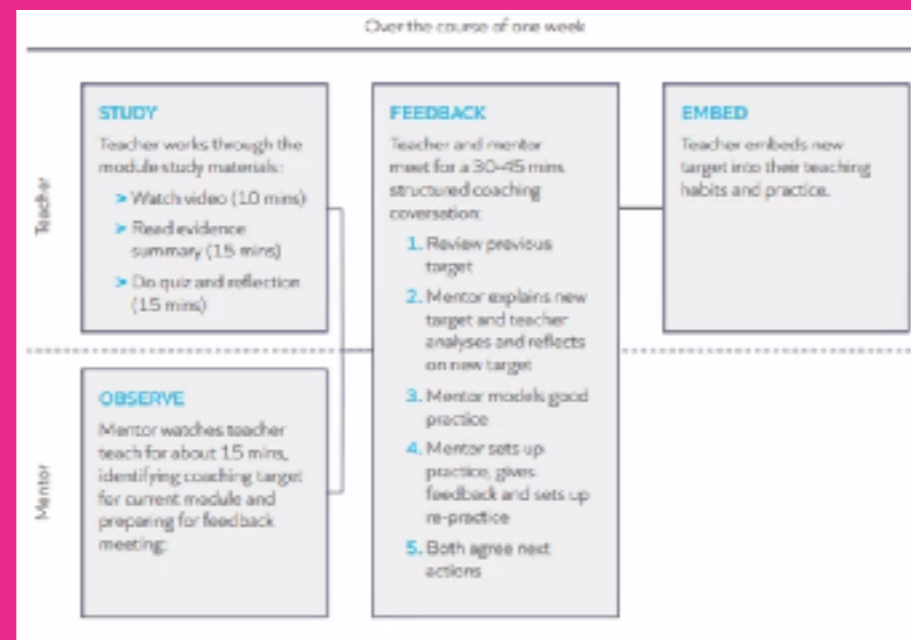 Over the course of one week
Teacher
STUDY
Teacher works through the
module study materials:
> Watch video (10 mins)
> Read evidence
summary (15 mins)
> Do quiz and reflection
(15 mins)
Mentor
OBSERVE
Mentor watches teacher
teach for about 15 mins,
identifying coaching target
for current module and
preparing for feedback
meeting:
FEEDBACK
Teacher and mentor
meet for a 30-45 mins
structured coaching
coversation:
1. Review previous
target
2. Mentor explains new
target and teacher
analyses and reflects
on new target
3. Mentor models good
practice
4. Mentor sets up
practice, gives
feedback and sets up
re-practice
5. Both agree next
actions
EMBED
Teacher embeds new
target into their teaching
habits and practice.